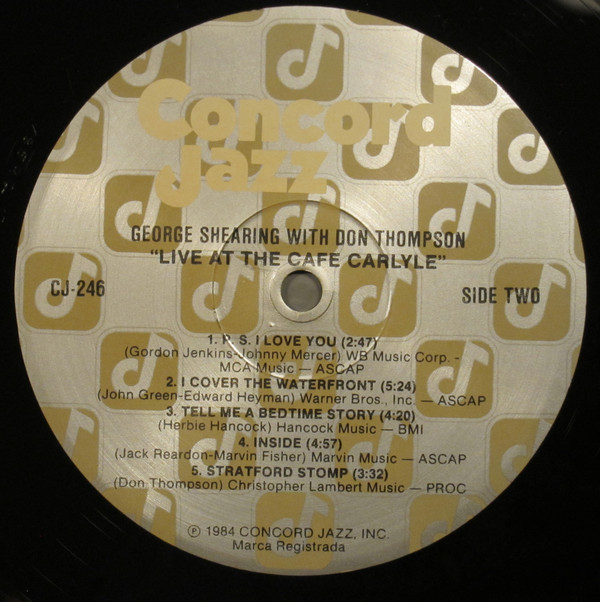 Concord
Jazz
GEORGE SHEARING WITH DON THOMPSON
"LIVE AT THE CAFE CARLYLE"
CJ-246
SIDE TWO
1. P. S. I LOVE YOU (2:47)
(Gordon Jenkins-Johnny Mercer) WB Music Corp. -
MCA Music — ASCAP
2. I COVER THE WATERFRONT (5:24)
(John Green-Edward Heyman) Warner Bros., Inc. — ASCAP
3. TELL ME A BEDTIME STORY (4:20)
(Herbie Hancock) Hancock Music — BMI
4. INSIDE (4:57)
(Jack Reardon-Marvin Fisher) Marvin Music — ASCAP
5. STRATFORD STOMP (3:32)
(Don Thompson) Christopher Lambert Music — PROC
℗ 1984 CONCORD JAZZ, INC.
Marca Registrada